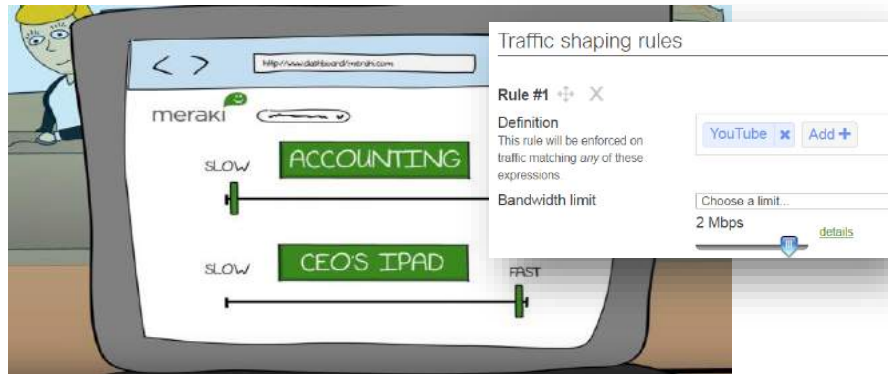 http://www.dashboard/meraki.com
meraki
SLOW
ACCOUNTING
SLOW
CEO'S IPAD
FAST
Traffic shaping rules
Rule #1
Definition
This rule will be enforced on
traffic matching any of these
expressions.
YouTube
Add +
Bandwidth limit
Choose a limit...
2 Mbps
details